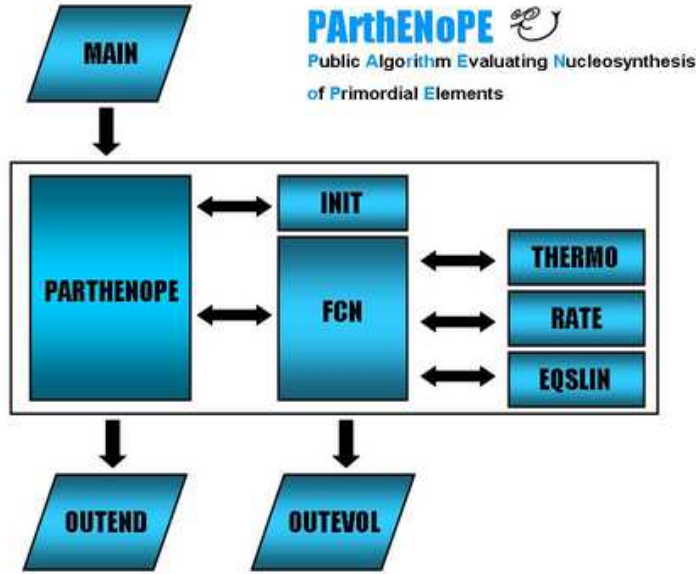 MAIN
PArthENoPE
Public Algorithm Evaluating Nucleosynthesis
of Primordial Elements
INIT
PARTHENOPE
FCN
THERMO
RATE
EQSLIN
OUTEND
OUTEVOL